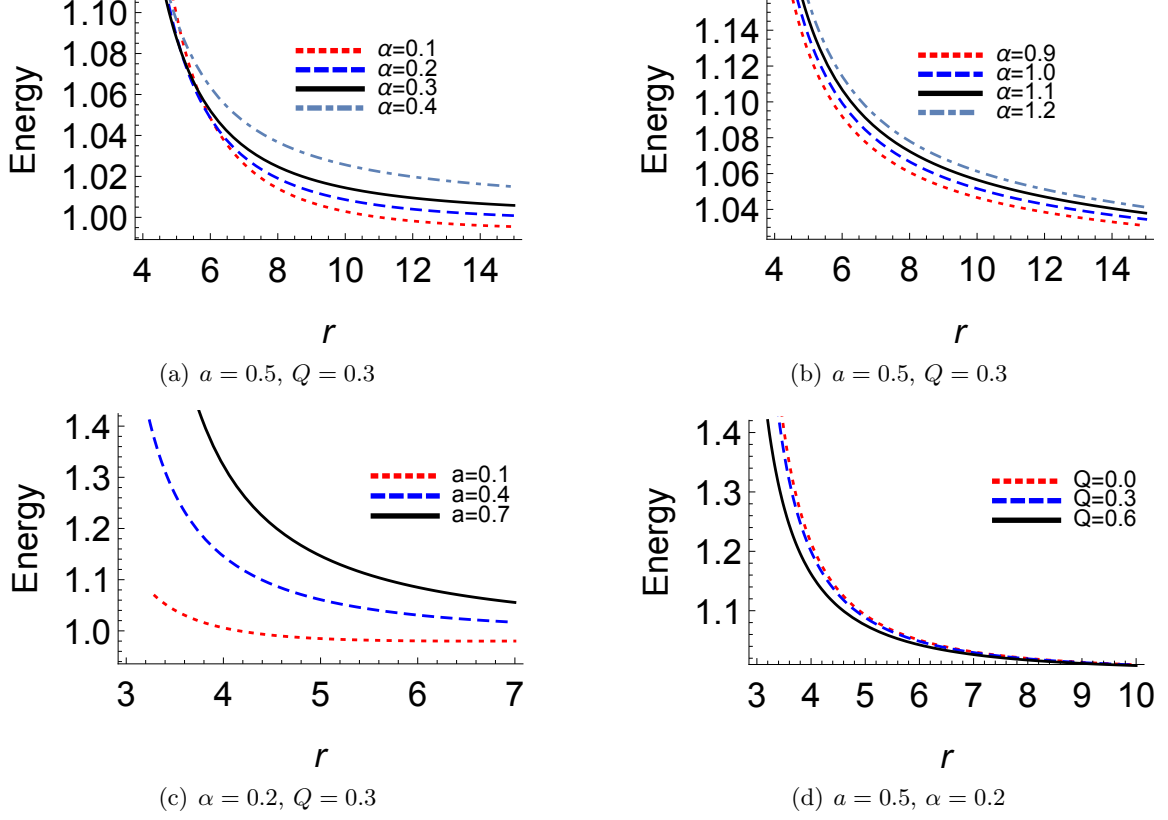 1.10
1.08
1.06
1.04
1.02
1.00
Energy
α=0.1
α=0.2
α=0.3
α=0.4
4 6 8 10 12 14
r
(a) a = 0.5, Q = 0.3
1.14
1.12
1.10
1.08
1.06
1.04
Energy
α=0.9
α=1.0
α=1.1
α=1.2
4 6 8 10 12 14
r
(b) a = 0.5, Q = 0.3
1.4
1.3
1.2
1.1
1.0
Energy
a=0.1
a=0.4
a=0.7
3 4 5 6 7
r
(c) α = 0.2, Q = 0.3
1.4
1.3
1.2
1.1
Energy
Q=0.0
Q=0.3
Q=0.6
3 4 5 6 7 8 9 10
r
(d) a = 0.5, α = 0.2